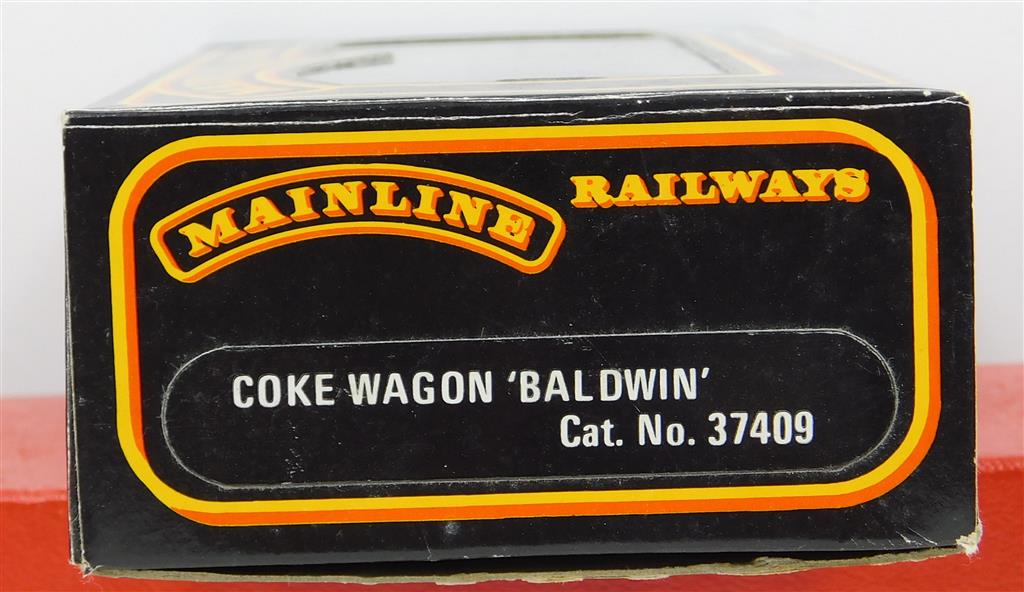 MAINLINE RAILWAYS
COKE WAGON ‘BALDWIN’
Cat. No. 37409